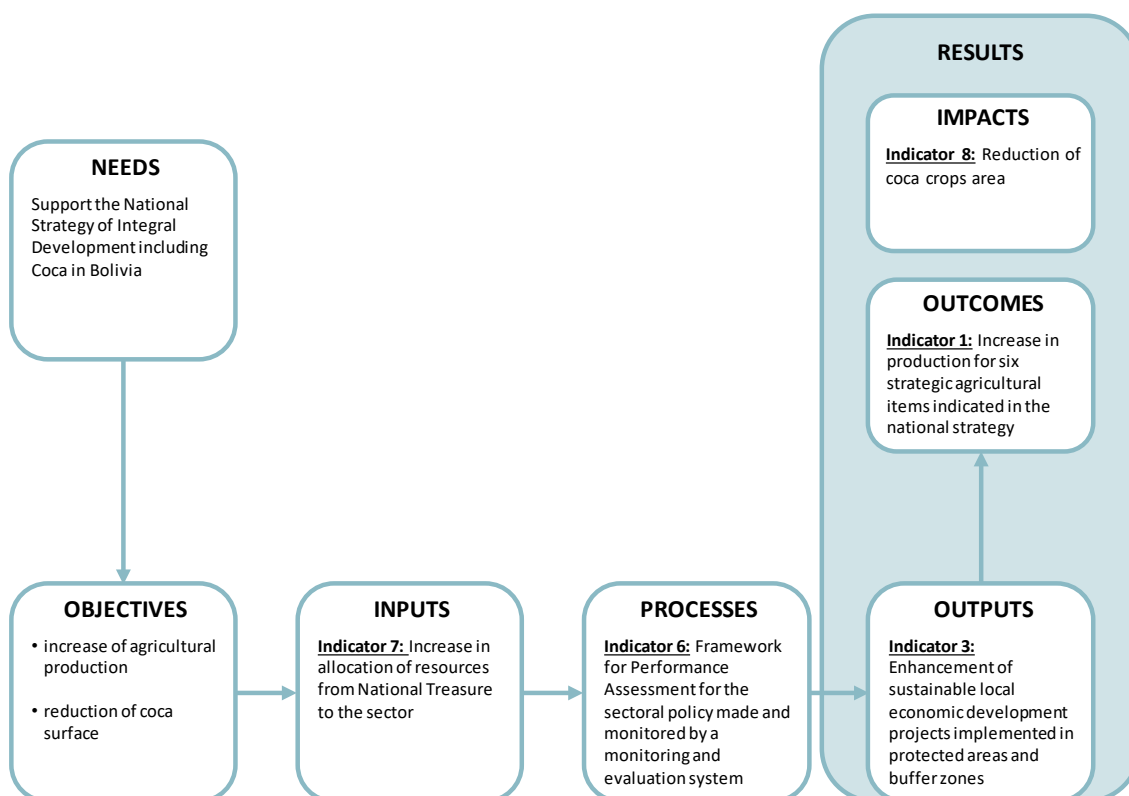 RESULTS
IMPACTS
Indicator 8: Reduction of
coca crops area
NEEDS
Support the National
Strategy of Integral
Development including
Coca in Bolivia
OUTCOMES
Indicator 1: Increase in
production for six
strategic agricultural
items indicated in the
national strategy
OBJECTIVES
• increase of agricultural
production
• reduction of coca
surface
INPUTS
Indicator 7: Increase in
allocation of resources
from National Treasure
to the sector
PROCESSES
Indicator 6: Framework
for Performance
Assessment for the
sectoral policy made and
monitored by a
monitoring and
evaluation system
OUTPUTS
Indicator 3:
Enhancement of
sustainable local
economic development
projects implemented in
protected areas and
buffer zones